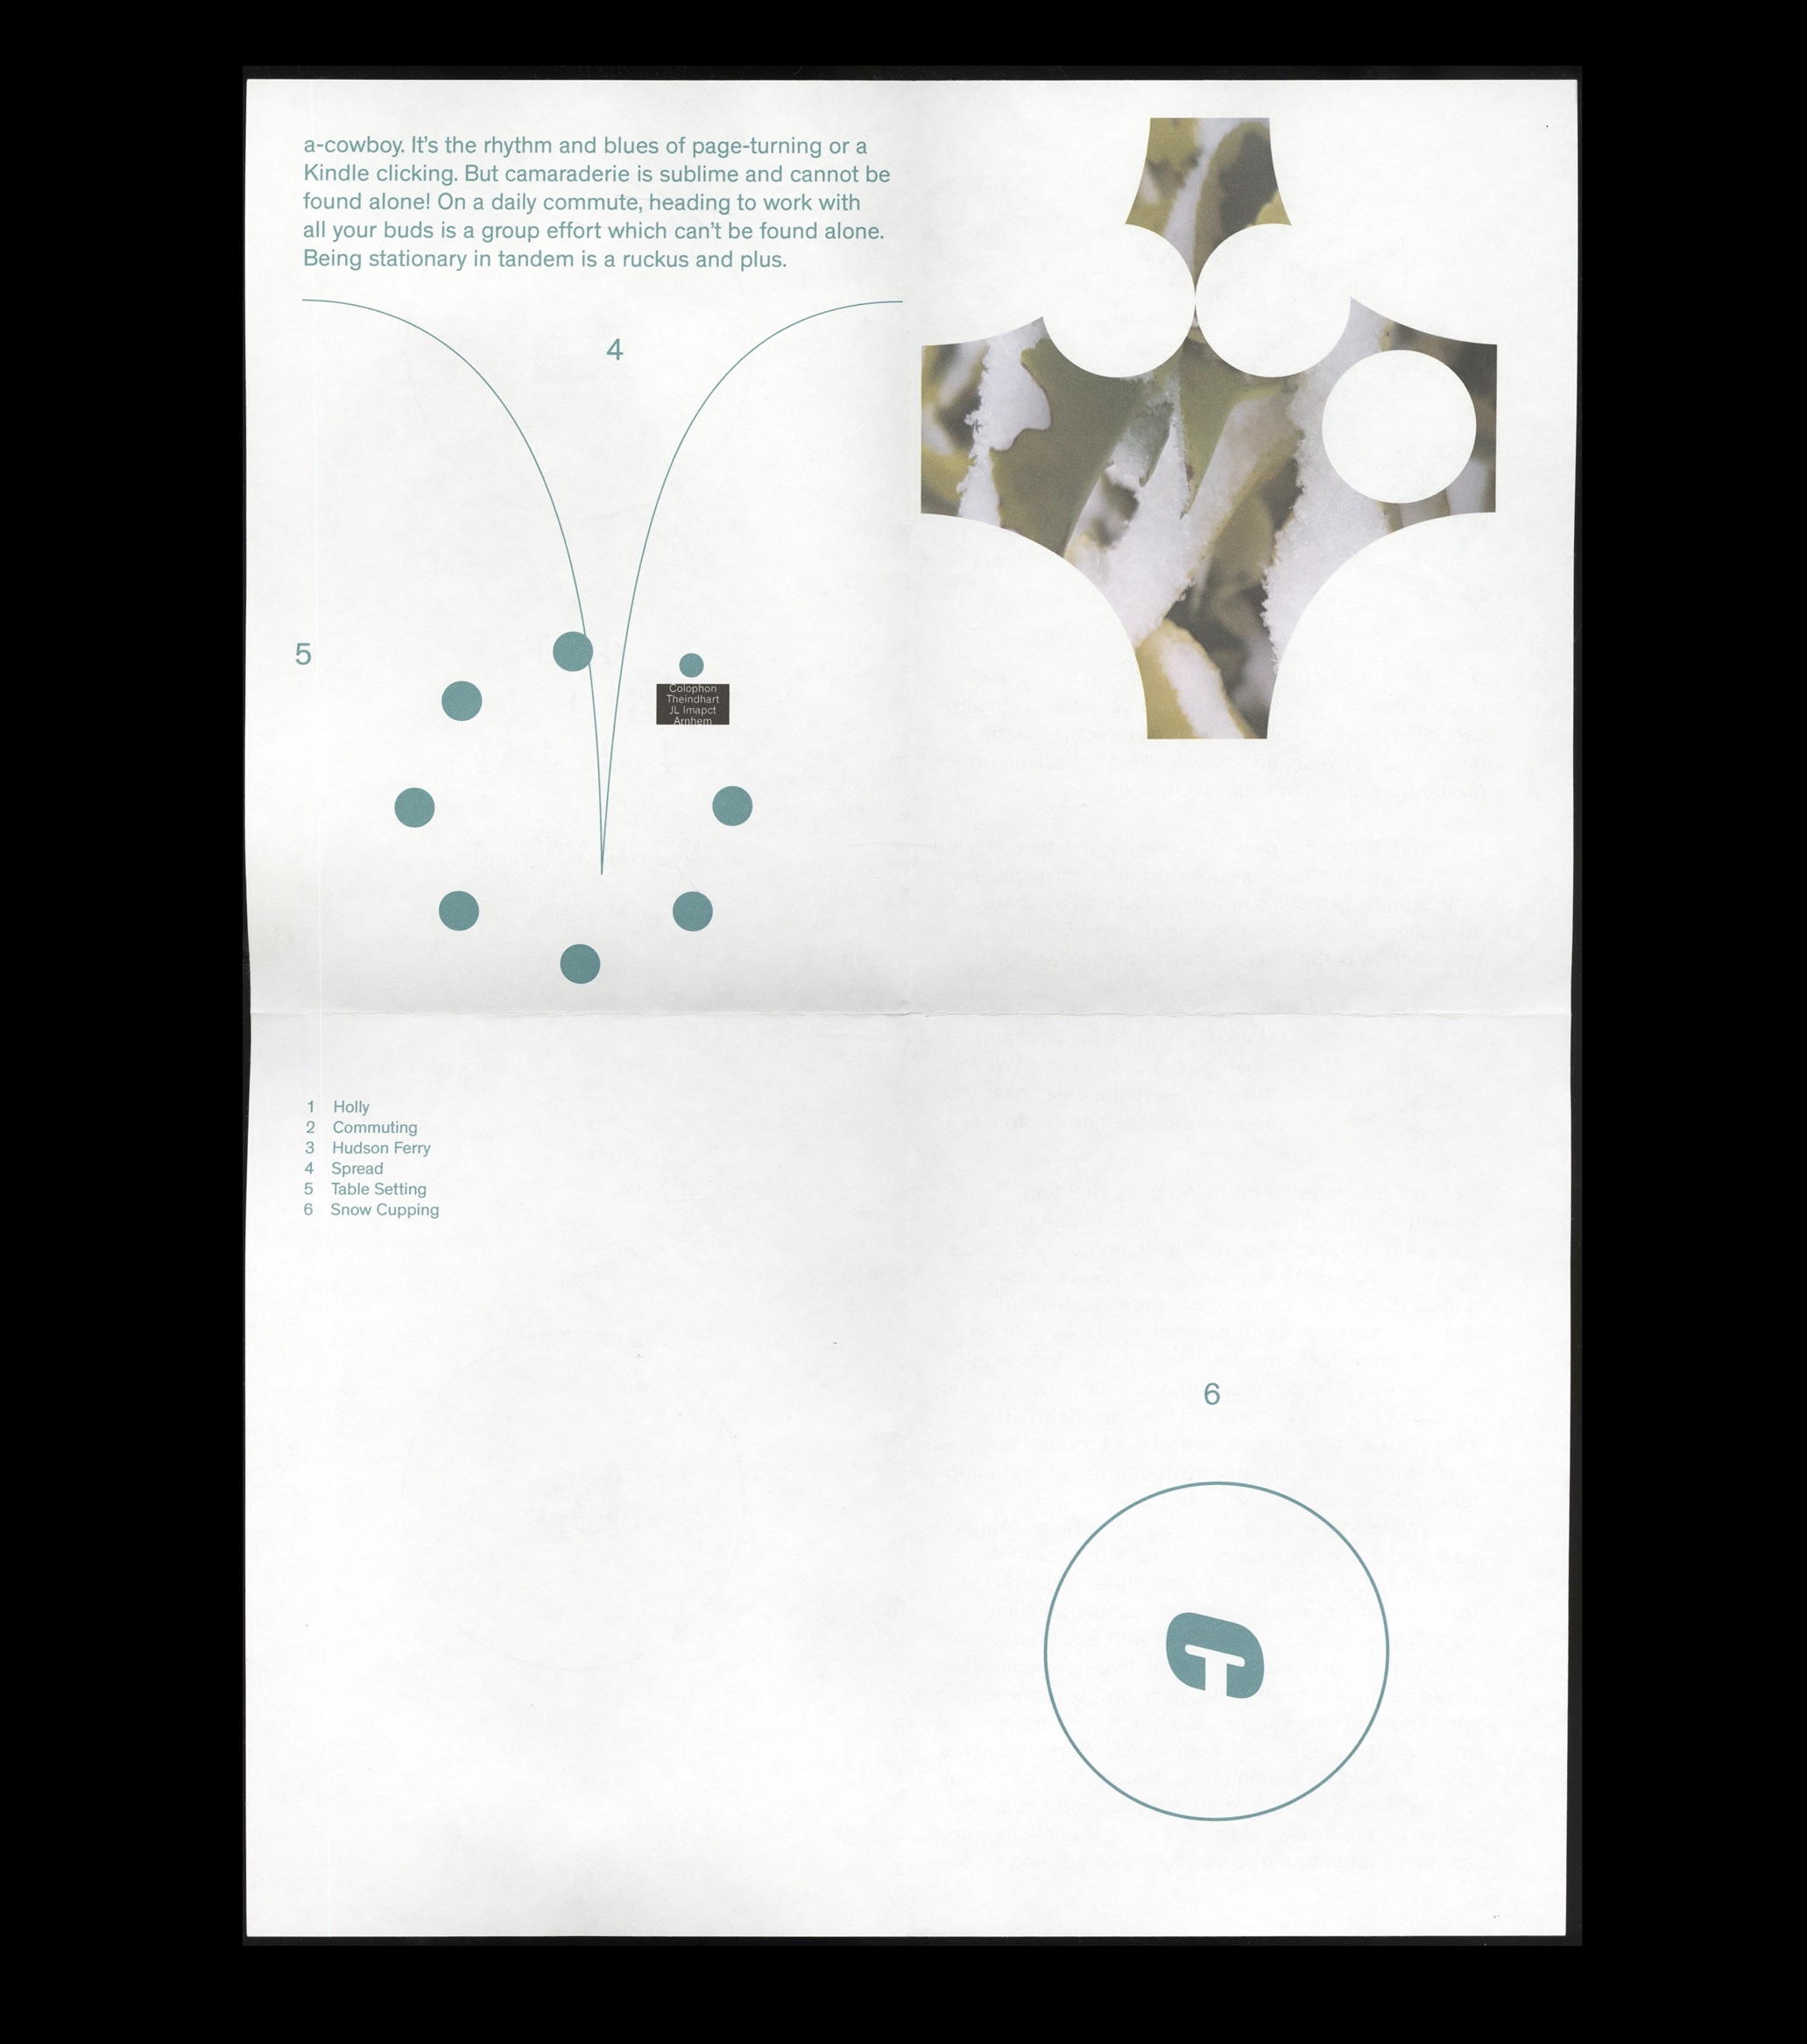 a-cowboy. It's the rhythm and blues of page-turning or a
Kindle clicking. But camaraderie is sublime and cannot be
found alone! On a daily commute, heading to work with
all your buds is a group effort which can't be found alone.
Being stationary in tandem is a ruckus and plus.
4
5
Colophon
Theindhart
JL Imapct
Arnhem
1 Holly
2 Commuting
3 Hudson Ferry
4 Spread
5 Table Setting
6 Snow Cupping
6